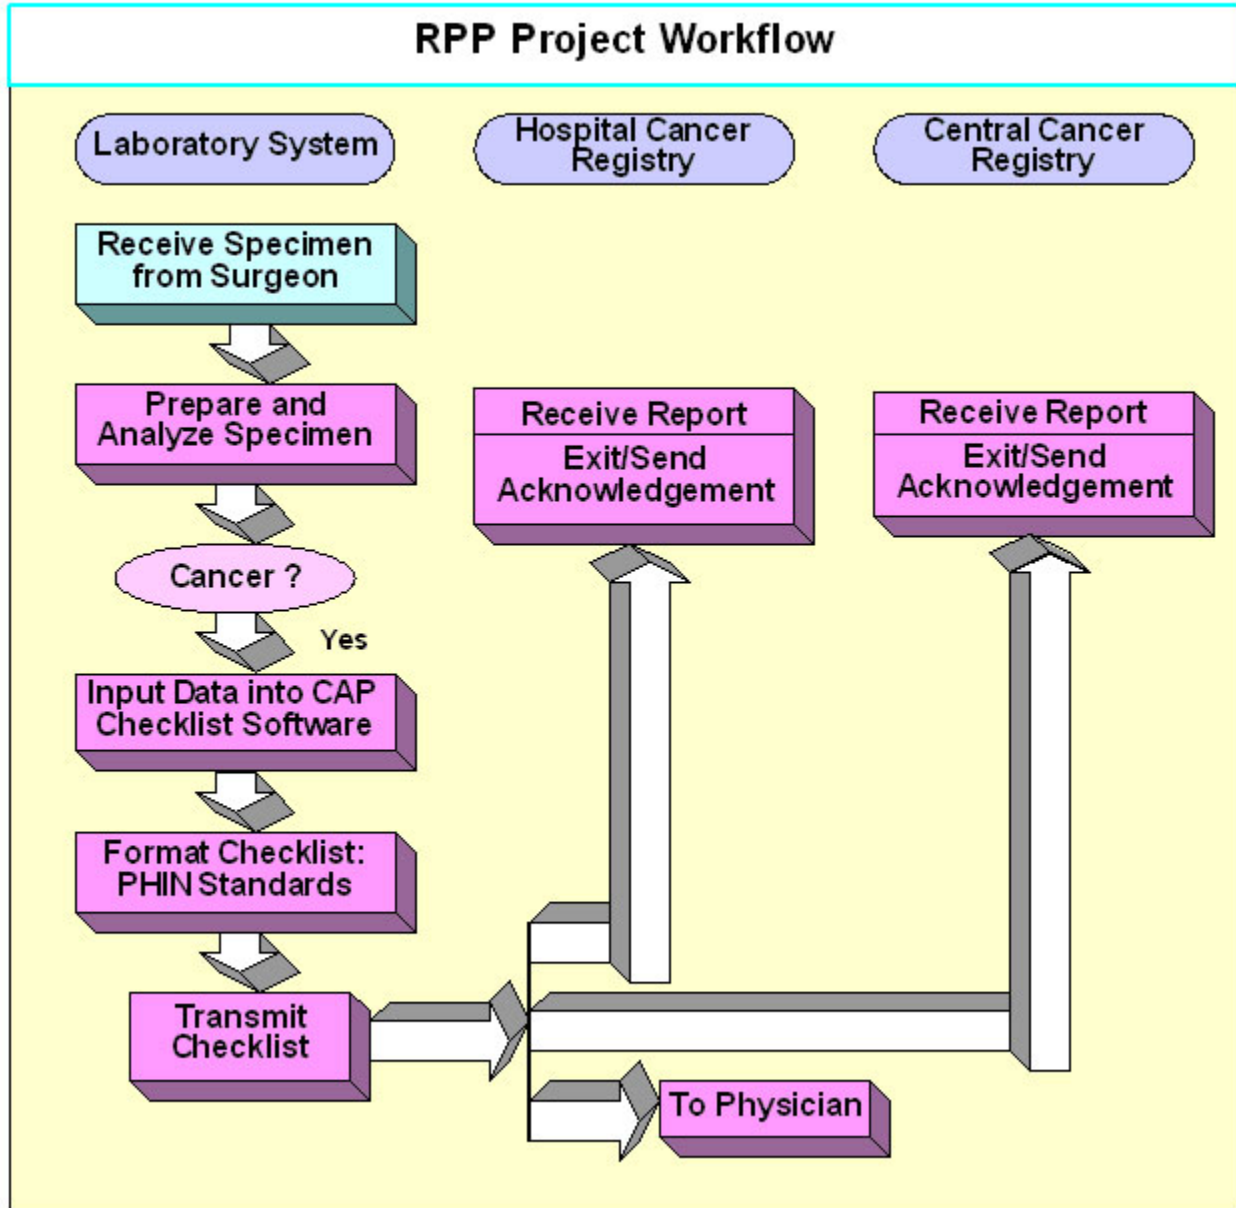 RPP Project Workflow
Laboratory System
Hospital Cancer
Registry
Central Cancer
Registry
Receive Specimen
from Surgeon
Prepare and
Analyze Specimen
Cancer ?
Yes
Input Data into CAP
Checklist Software
Format Checklist:
PHIN Standards
Transmit
Checklist
Receive Report
Exit/Send
Acknowledgement
Receive Report
Exit/Send
Acknowledgement
To Physician